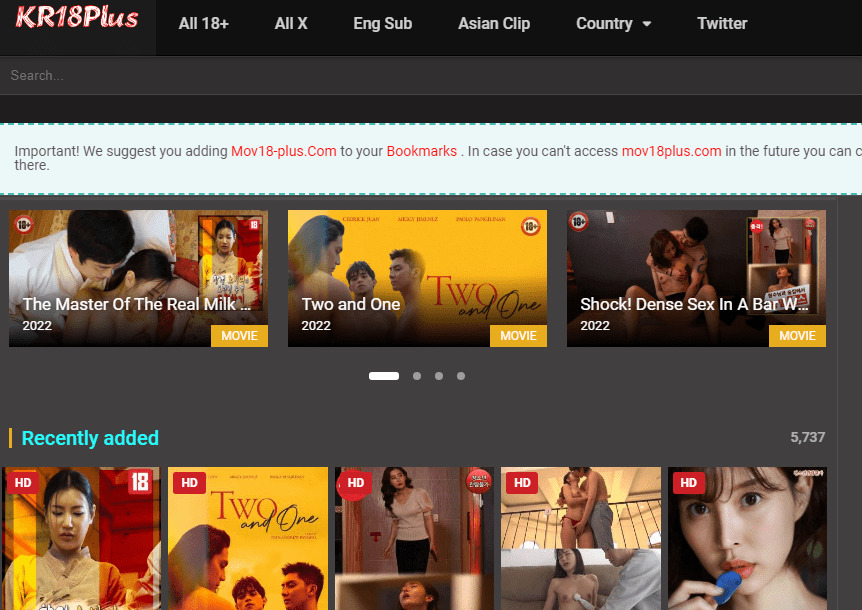 KR18Plus
All 18+
All X
Eng Sub
Asian Clip
Country
Twitter
Search...
Important! We suggest you adding Mov18-plus.Com to your Bookmarks . In case you can't access mov18plus.com in the future you can c
there.
18+
18
The Master Of The Real Milk ...
2022
MOVIE
CEDRICK JUAN
MIGGY JIMENEZ
PAOLO PANGILINAN
18+
Two
and One
Two and One
2022
MOVIE
18+
Shock! Dense Sex In A Bar W...
2022
MOVIE
Recently added
5,737
HD
18
HD
Two
and One
HD
HD
HD